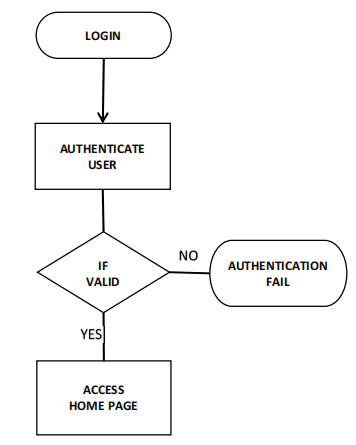 LOGIN
AUTHENTICATE
USER
IF
VALID
NO
AUTHENTICATION
FAIL
YES
ACCESS
HOME PAGE